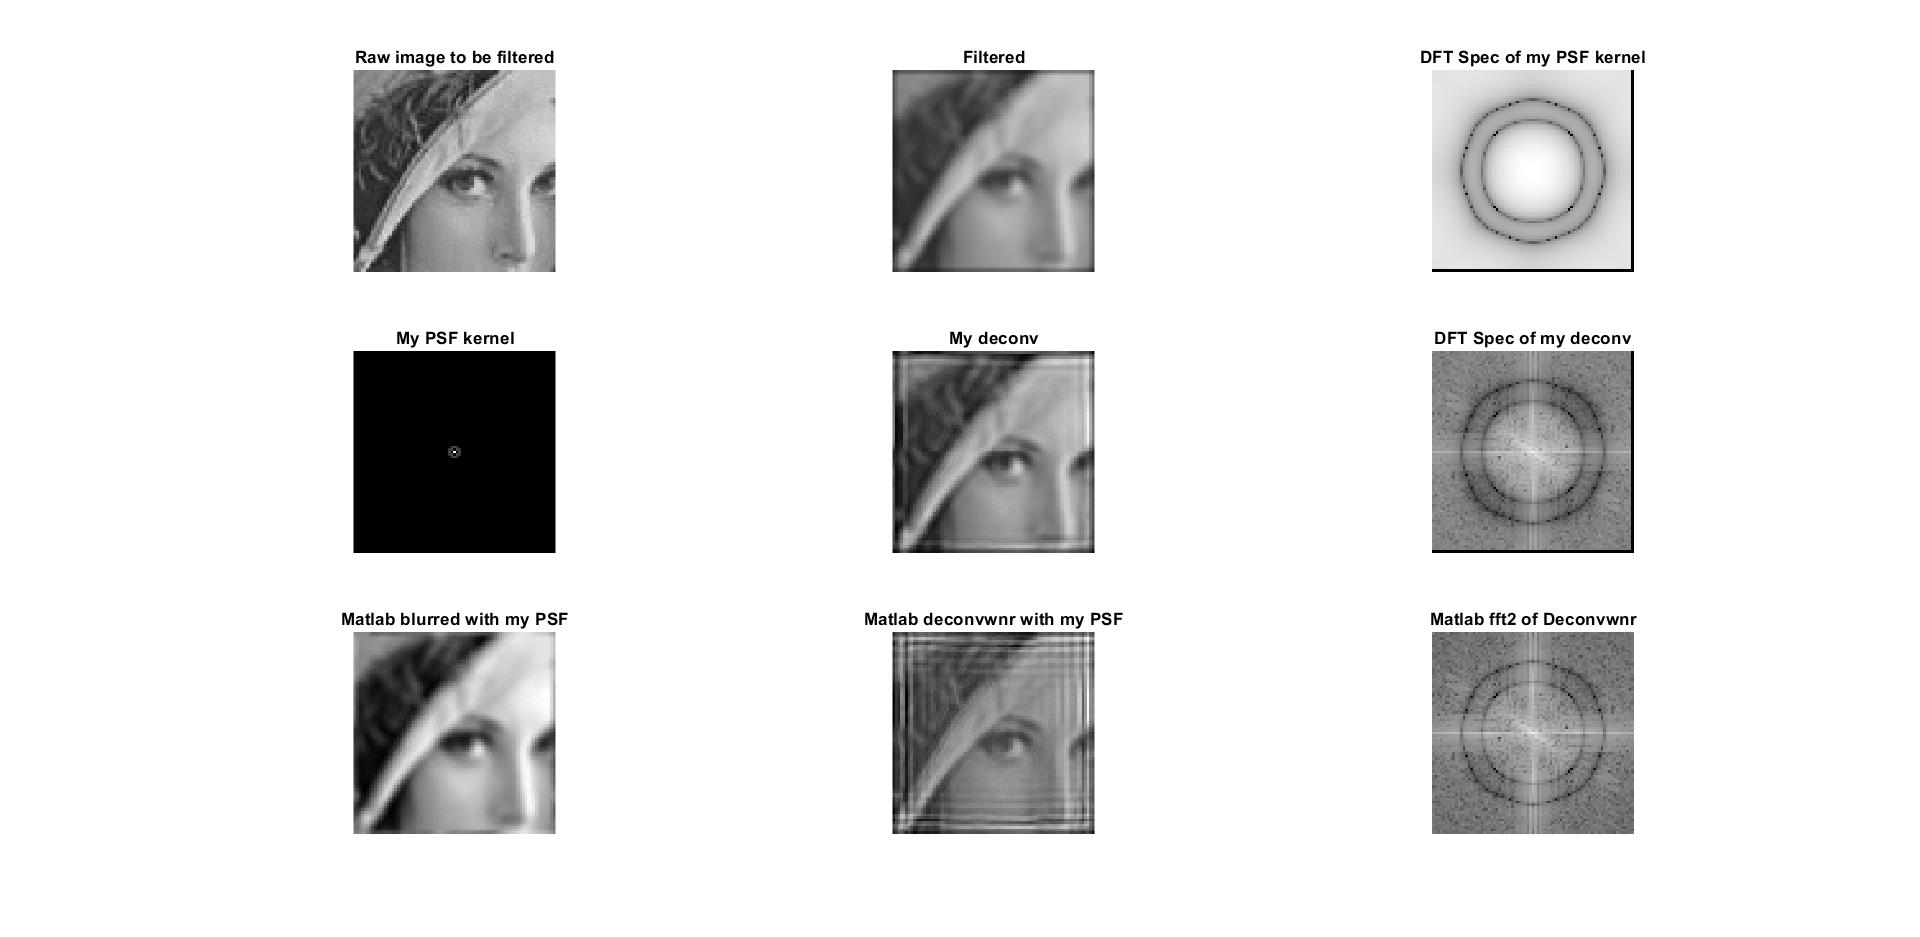 Raw image to be filtered
Filtered
DFT Spec of my PSF kernel
My PSF kernel
My deconv
DFT Spec of my deconv
Matlab blurred with my PSF
Matlab deconvwnr with my PSF
Matlab fft2 of Deconvwnr